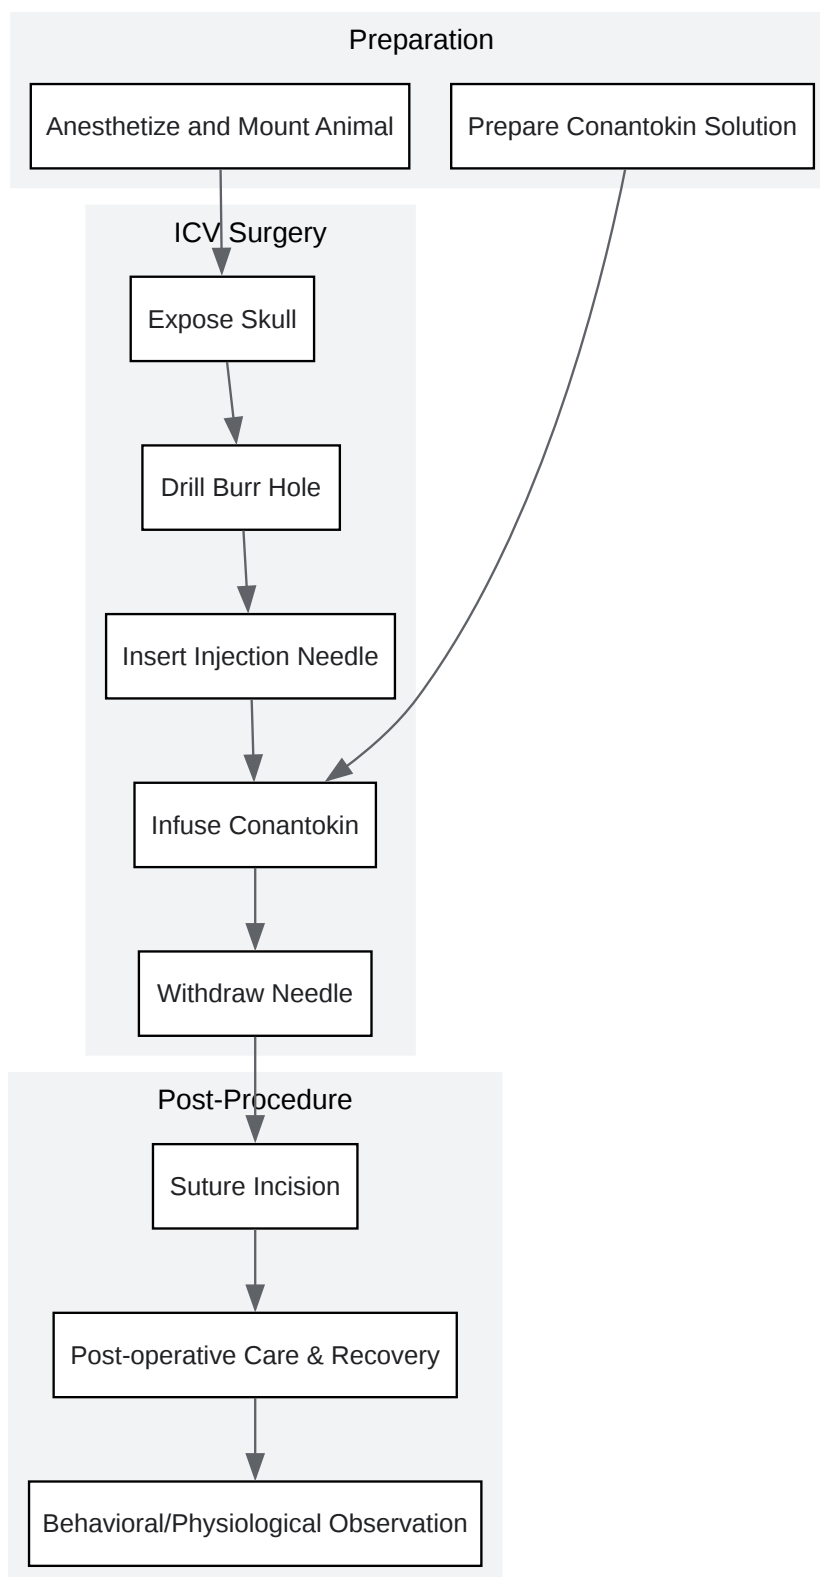 Preparation
Anesthetize and Mount Animal
Prepare Conantokin Solution
ICV Surgery
Expose Skull
Drill Burr Hole
Insert Injection Needle
Infuse Conantokin
Withdraw Needle
Post-Procedure
Suture Incision
Post-operative Care & Recovery
Behavioral/Physiological Observation